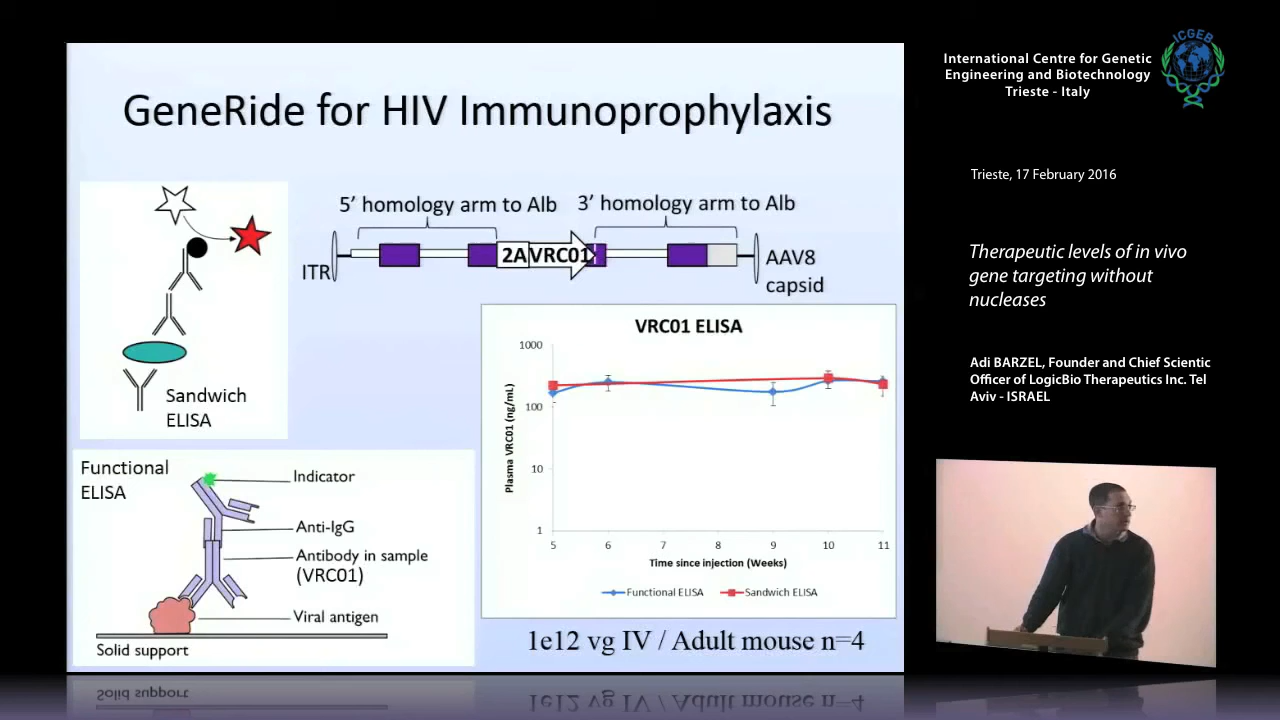 GeneRide for HIV Immunoprophylaxis
5' homology arm to Alb
3' homology arm to Alb
ITR
2A
VRC01
AAV8
capsid
Sandwich
ELISA
Functional
ELISA
Indicator
Anti-IgG
Antibody in sample
(VRC01)
Viral antigen
Solid support
VRC01 ELISA
Plasma VRC01 (ng/mL)
1000
100
10
1
5
6
7
8
9
10
11
Time since injection (Weeks)
Functional ELISA
Sandwich ELISA
1e12 vg IV / Adult mouse n=4
International Centre for Genetic
Engineering and Biotechnology
Trieste - Italy
ICGEB
Trieste, 17 February 2016
Therapeutic levels of in vivo
gene targeting without
nucleases
Adi BARZEL, Founder and Chief Scientic
Officer of LogicBio Therapeutics Inc. Tel
Aviv - ISRAEL